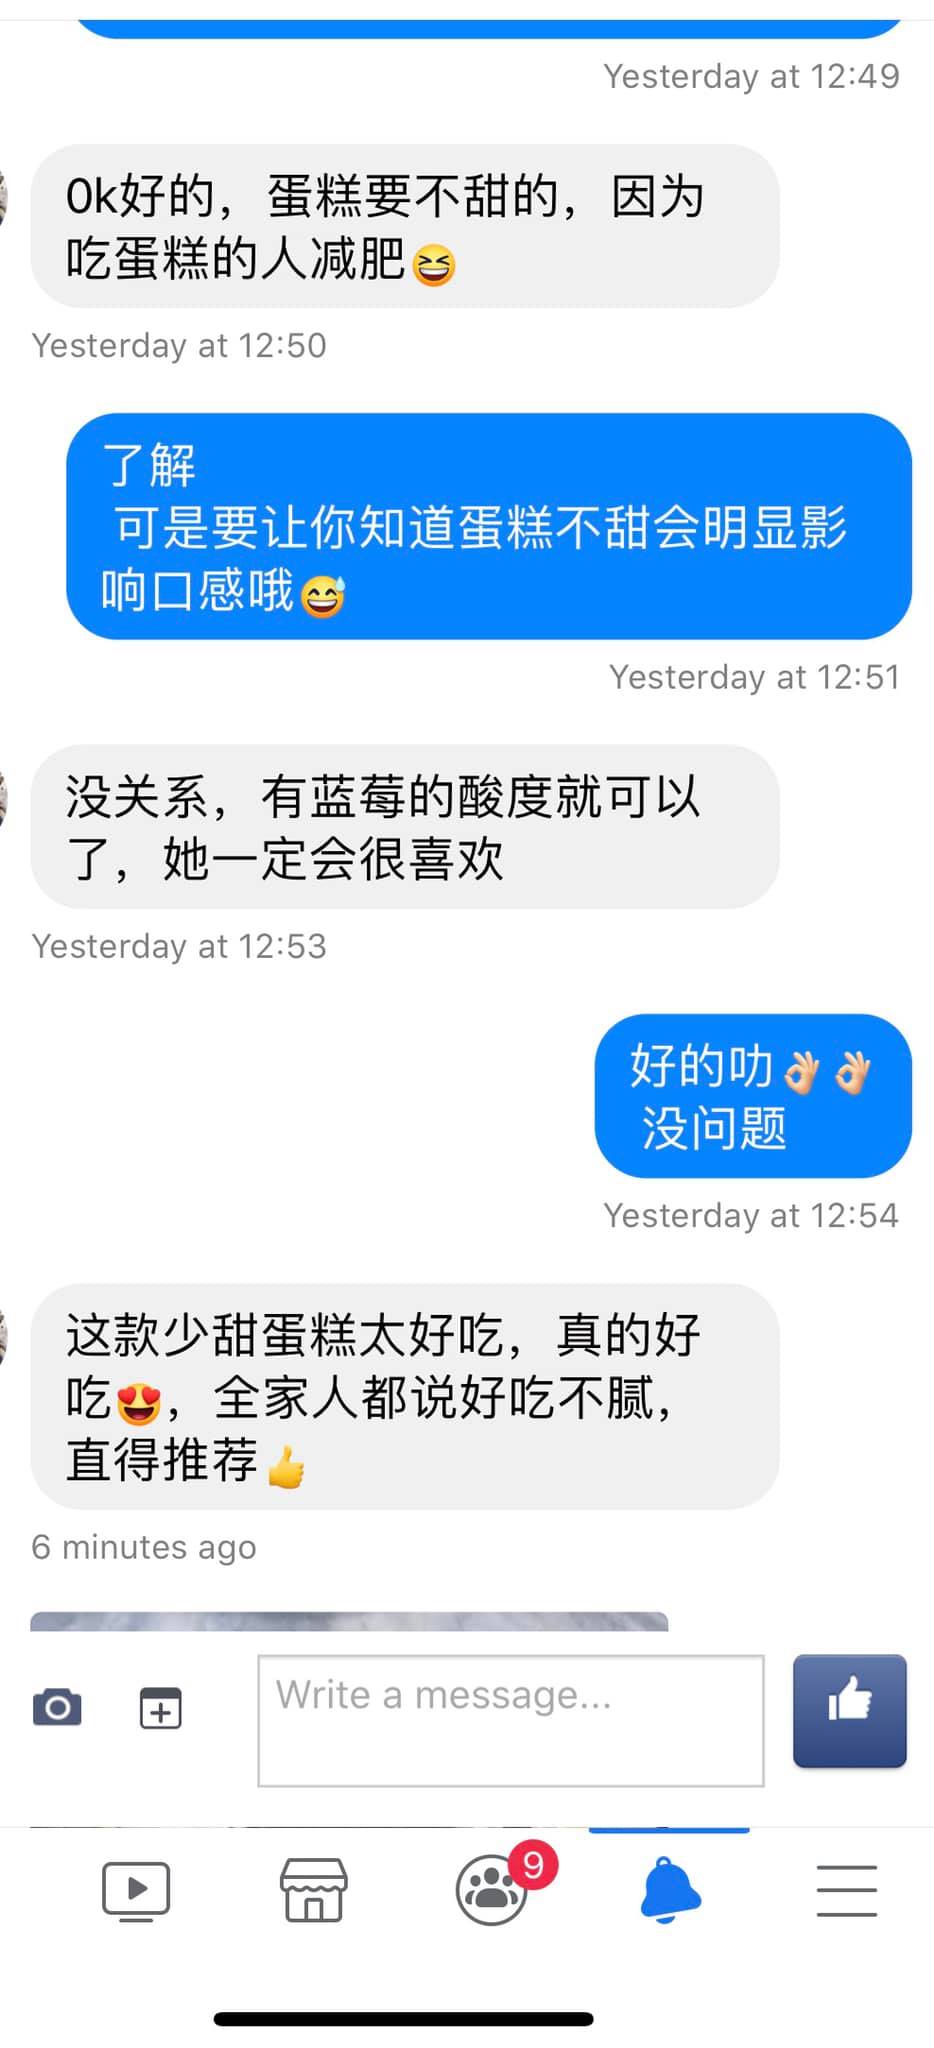 Yesterday at 12:49
Ok好的，蛋糕要不甜的，因为
吃蛋糕的人减肥😆
Yesterday at 12:50
了解
可是要让你知道蛋糕不甜会明显影
响口感哦😅
Yesterday at 12:51
没关系，有蓝莓的酸度就可以
了，她一定会很喜欢
Yesterday at 12:53
好的叻👌🏻👌🏻
没问题
Yesterday at 12:54
这款少甜蛋糕太好吃，真的好
吃😍，全家人都说好吃不腻，
直得推荐👍
6 minutes ago
Write a message...
9